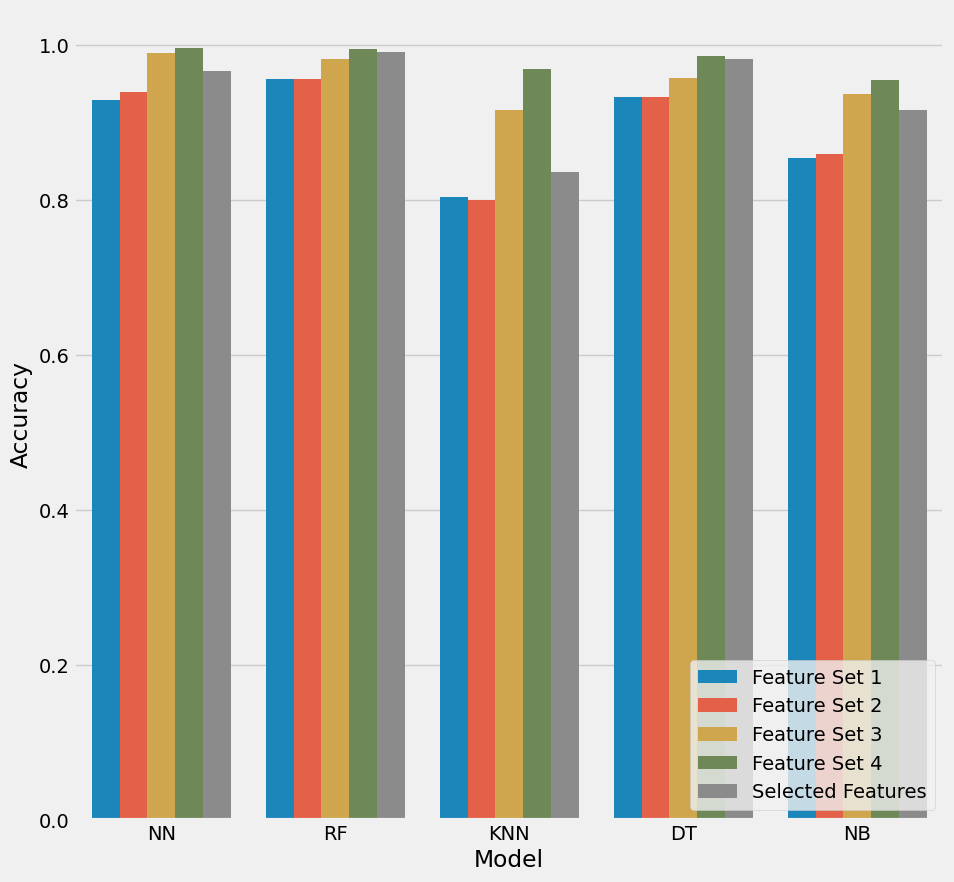 1.0
0.8
0.6
0.4
0.2
0.0
Accuracy
NN
RF
KNN
DT
NB
Model
Feature Set 1
Feature Set 2
Feature Set 3
Feature Set 4
Selected Features